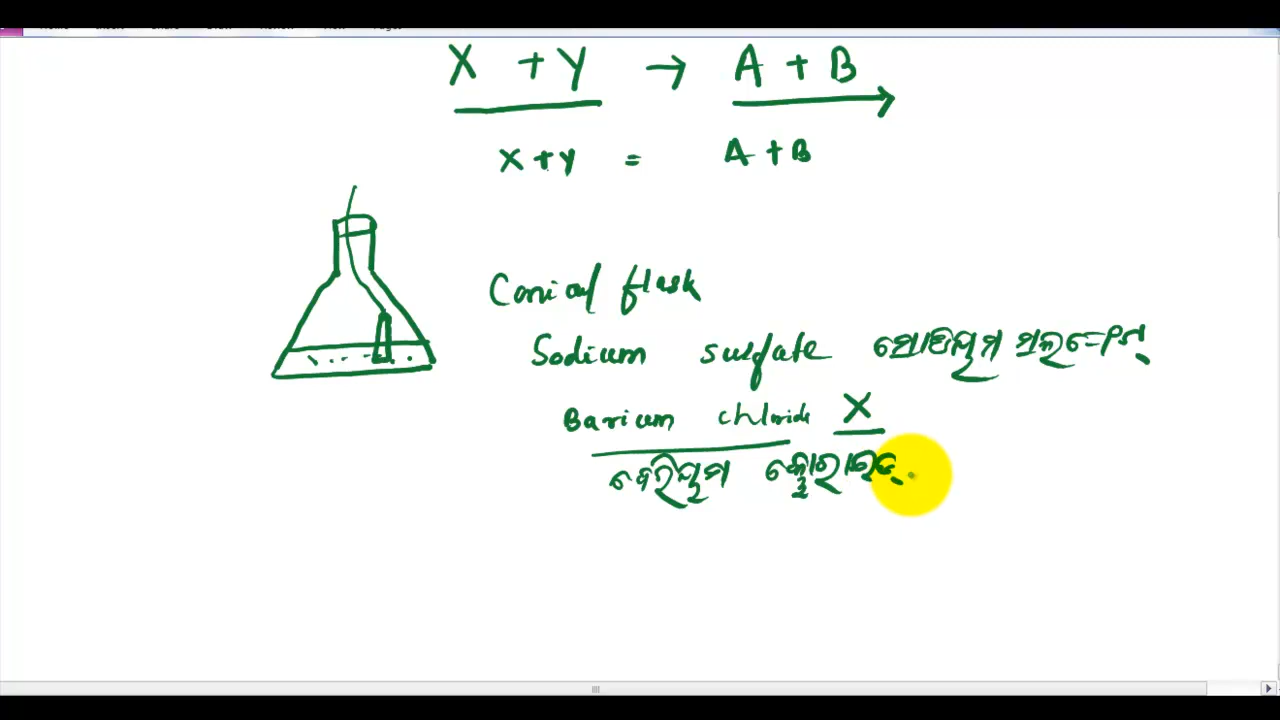 X + Y → A + B
X + Y = A + B
Conical flask
Sodium sulfate ସୋଡିୟମ ସଲଫେଟ
Barium chloride X
ବେରିୟମ କ୍ଲୋରାଇଡ